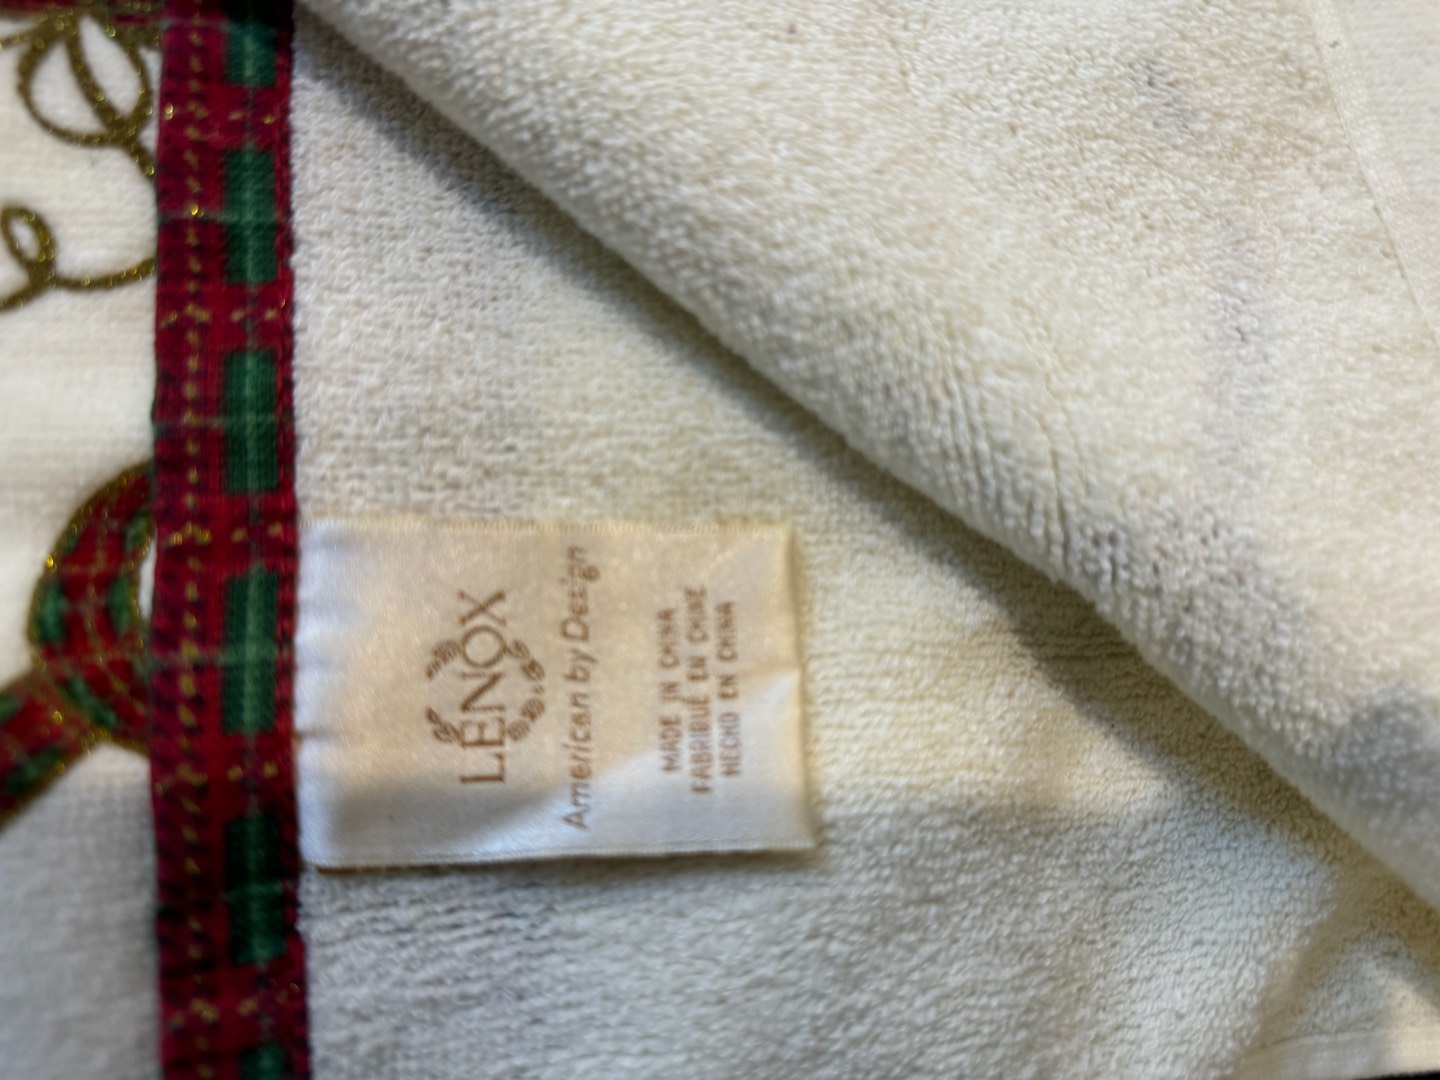 LENOX
American by Design
MADE IN CHINA
FABRIQUÉ EN CHINE
HECHO EN CHINA